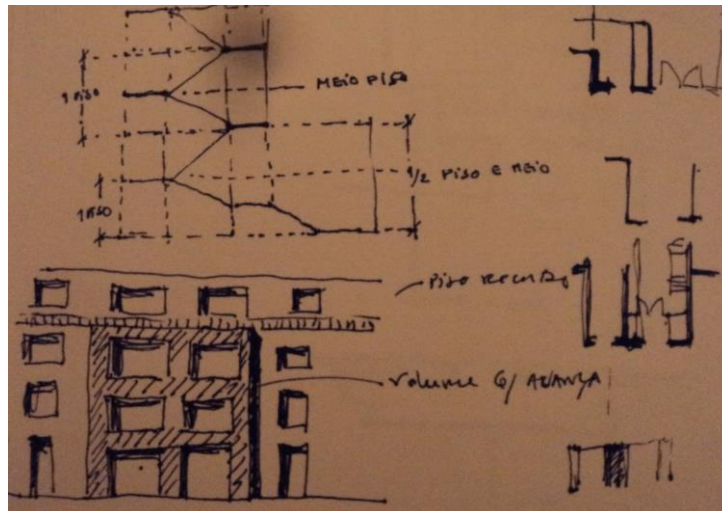 MEIO PISO
1 PISO
1/2 PISO E MEIO
1 PISO
PISO RECUADO
VOLUME Q/ AVANÇA